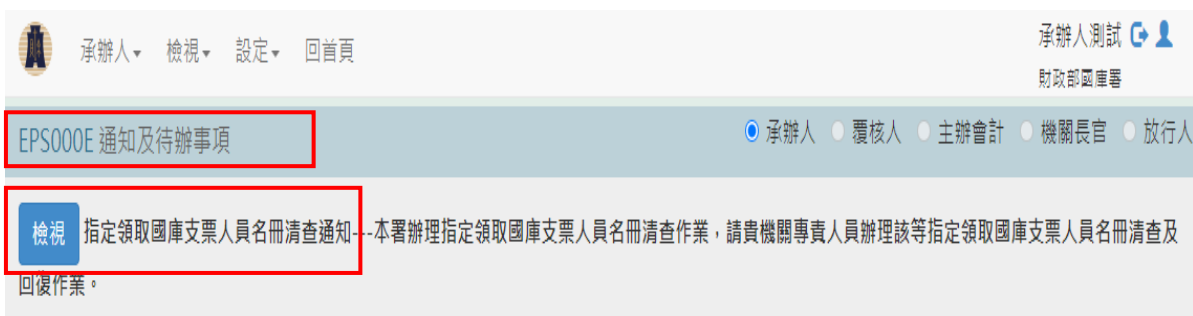 承辦人▾ 檢視▾ 設定▾ 回首頁
承辦人測試
財政部國庫署
EPS000E 通知及待辦事項
承辦人 覆核人 主辦會計 機關長官 放行人
檢視 指定領取國庫支票人員名冊清查通知---本署辦理指定領取國庫支票人員名冊清查作業，請貴機關專責人員辦理該等指定領取國庫支票人員名冊清查及
回復作業。